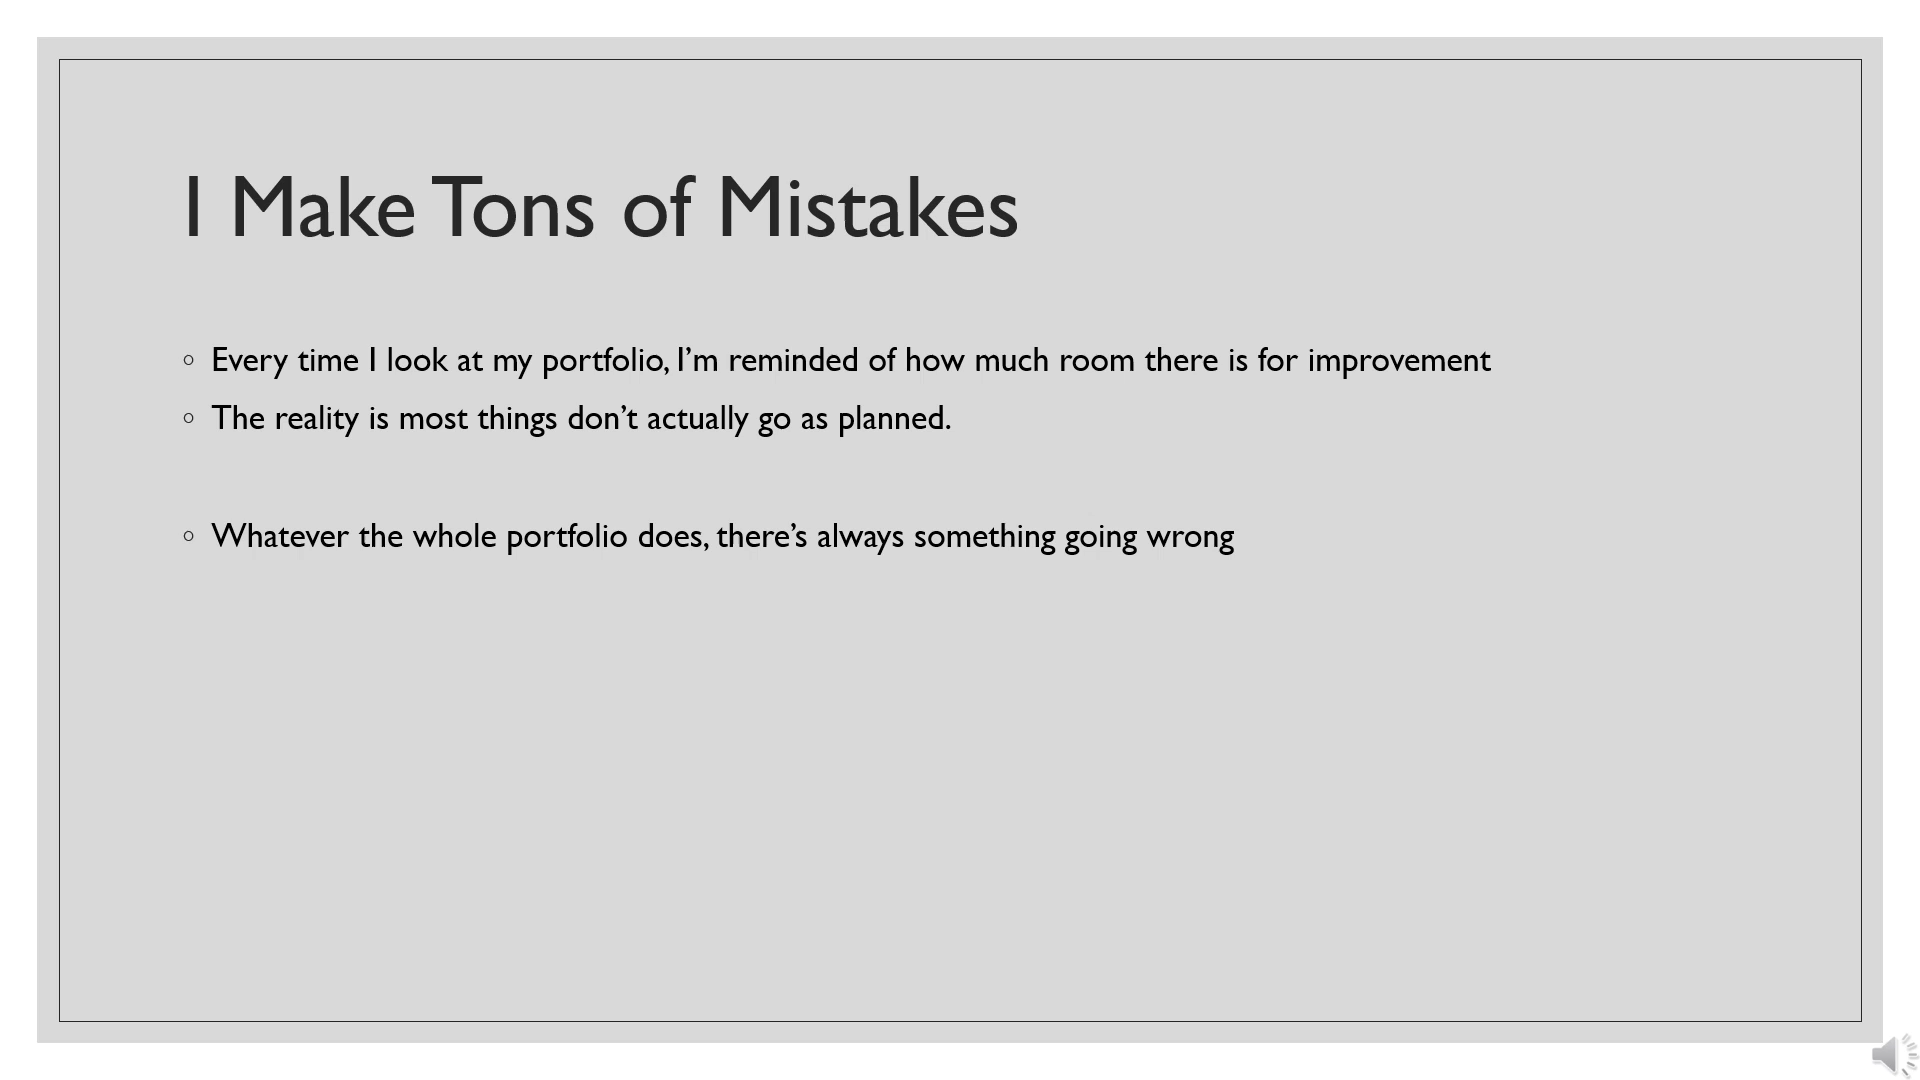 I Make Tons of Mistakes
◦ Every time I look at my portfolio, I’m reminded of how much room there is for improvement
◦ The reality is most things don’t actually go as planned.
◦ Whatever the whole portfolio does, there’s always something going wrong